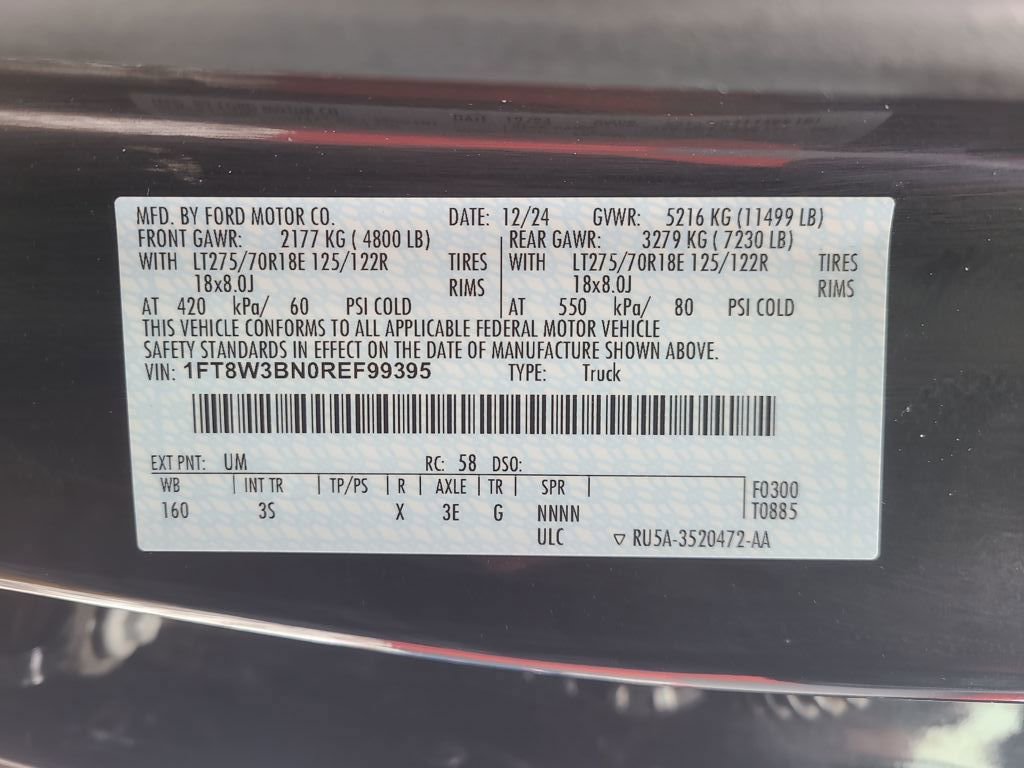 MFD. BY FORD MOTOR CO. DATE: 12/24 GVWR: 5216 KG (11499 LB)
FRONT GAWR: 2177 KG ( 4800 LB) REAR GAWR: 3279 KG ( 7230 LB)
WITH LT275/70R18E 125/122R TIRES WITH LT275/70R18E 125/122R TIRES
18x8.0J RIMS 18x8.0J RIMS
AT 420 kPa/ 60 PSI COLD AT 550 kPa/ 80 PSI COLD
THIS VEHICLE CONFORMS TO ALL APPLICABLE FEDERAL MOTOR VEHICLE
SAFETY STANDARDS IN EFFECT ON THE DATE OF MANUFACTURE SHOWN ABOVE.
VIN: 1FT8W3BN0REF99395 TYPE: Truck
EXT PNT: UM RC: 58 DSO:
WB INT TR TP/PS R AXLE TR SPR F0300
160 3S X 3E G NNNN T0885
ULC ▽ RU5A-3520472-AA